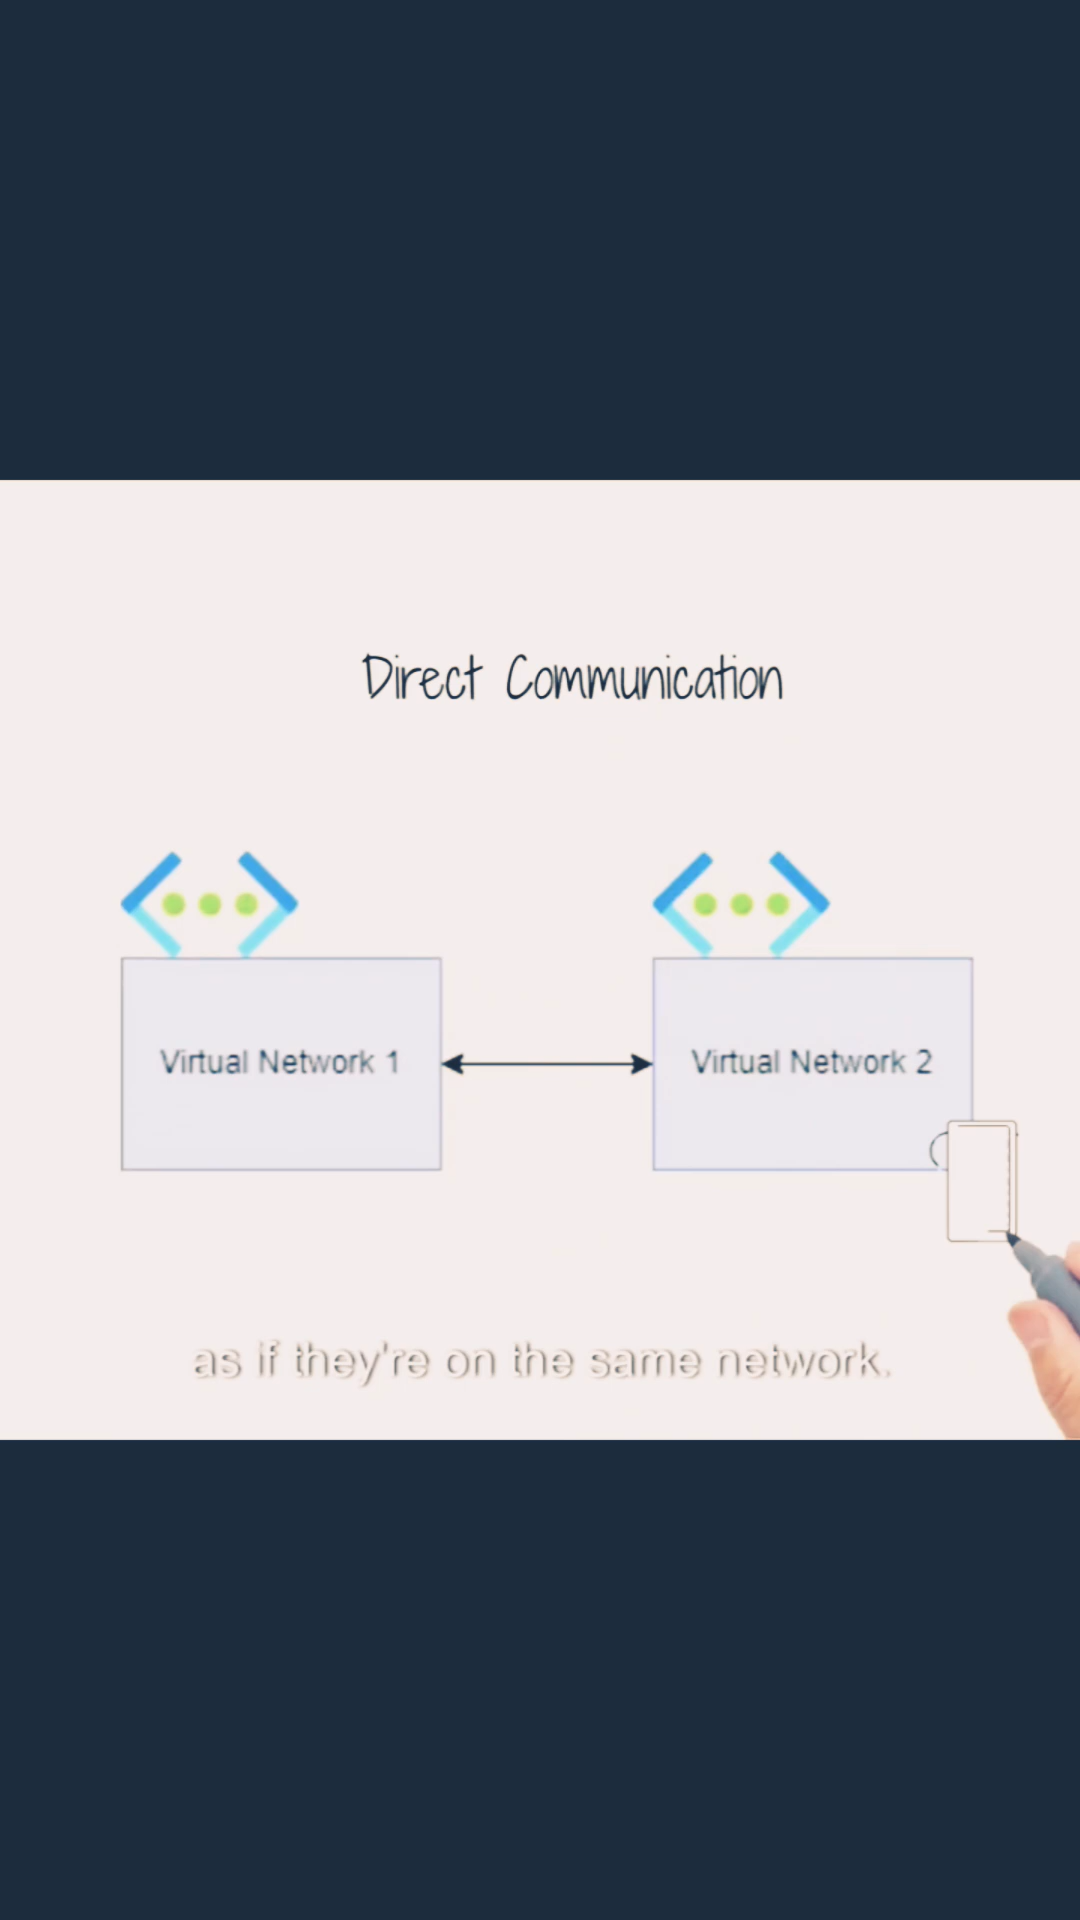 Direct Communication
Virtual Network 1
Virtual Network 2
as if they're on the same network.